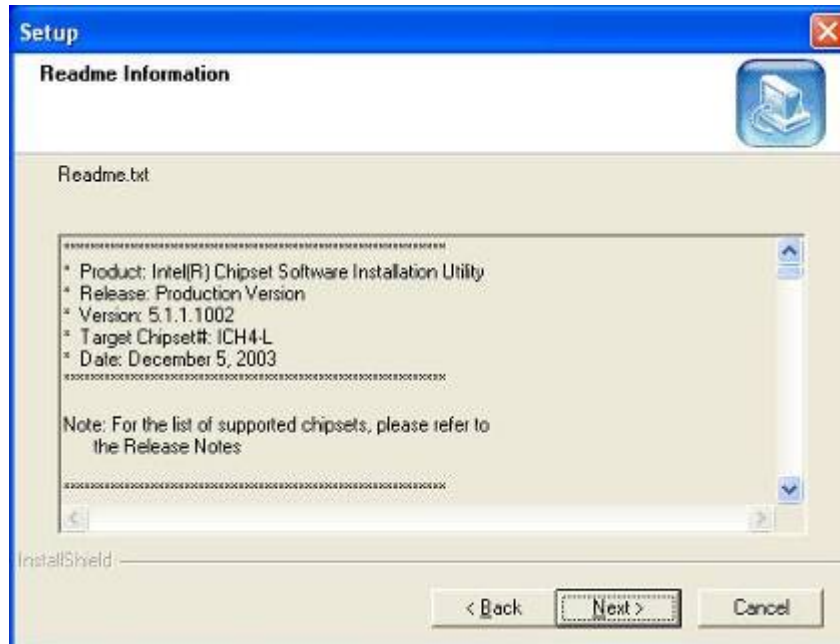 Setup
Readme Information
Readme.txt
*********************************************************
* Product: Intel(R) Chipset Software Installation Utility
* Release: Production Version
* Version: 5.1.1.1002
* Target Chipset#: ICH4-L
* Date: December 5, 2003
*********************************************************
Note: For the list of supported chipsets, please refer to
the Release Notes
*********************************************************
InstallShield
< Back
Next >
Cancel